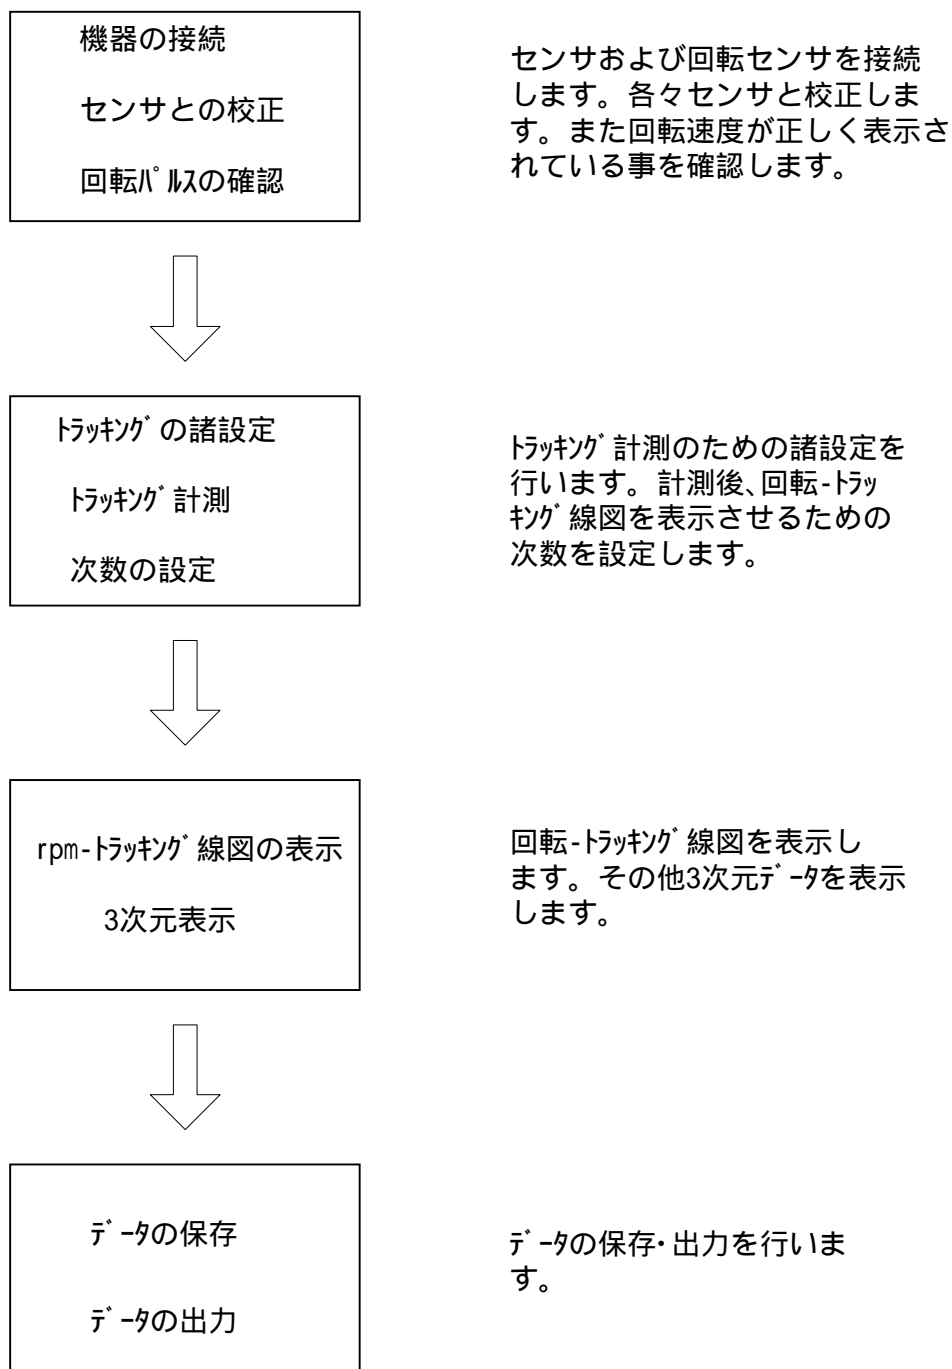 機器の接続
センサとの校正
回転ﾊﾟﾙｽの確認
センサおよび回転センサを接続
します。各々センサと校正しま
す。また回転速度が正しく表示さ
れている事を確認します。
ﾄﾗｯｷﾝｸﾞの諸設定
ﾄﾗｯｷﾝｸﾞ計測
次数の設定
ﾄﾗｯｷﾝｸﾞ計測のための諸設定を
行います。計測後､回転-ﾄﾗｯ
ｷﾝｸﾞ線図を表示させるための
次数を設定します。
rpm-ﾄﾗｯｷﾝｸﾞ線図の表示
3次元表示
回転-ﾄﾗｯｷﾝｸﾞ線図を表示し
ます。その他3次元ﾃﾞｰﾀを表示
します。
ﾃﾞｰﾀの保存
ﾃﾞｰﾀの出力
ﾃﾞｰﾀの保存･出力を行いま
す。